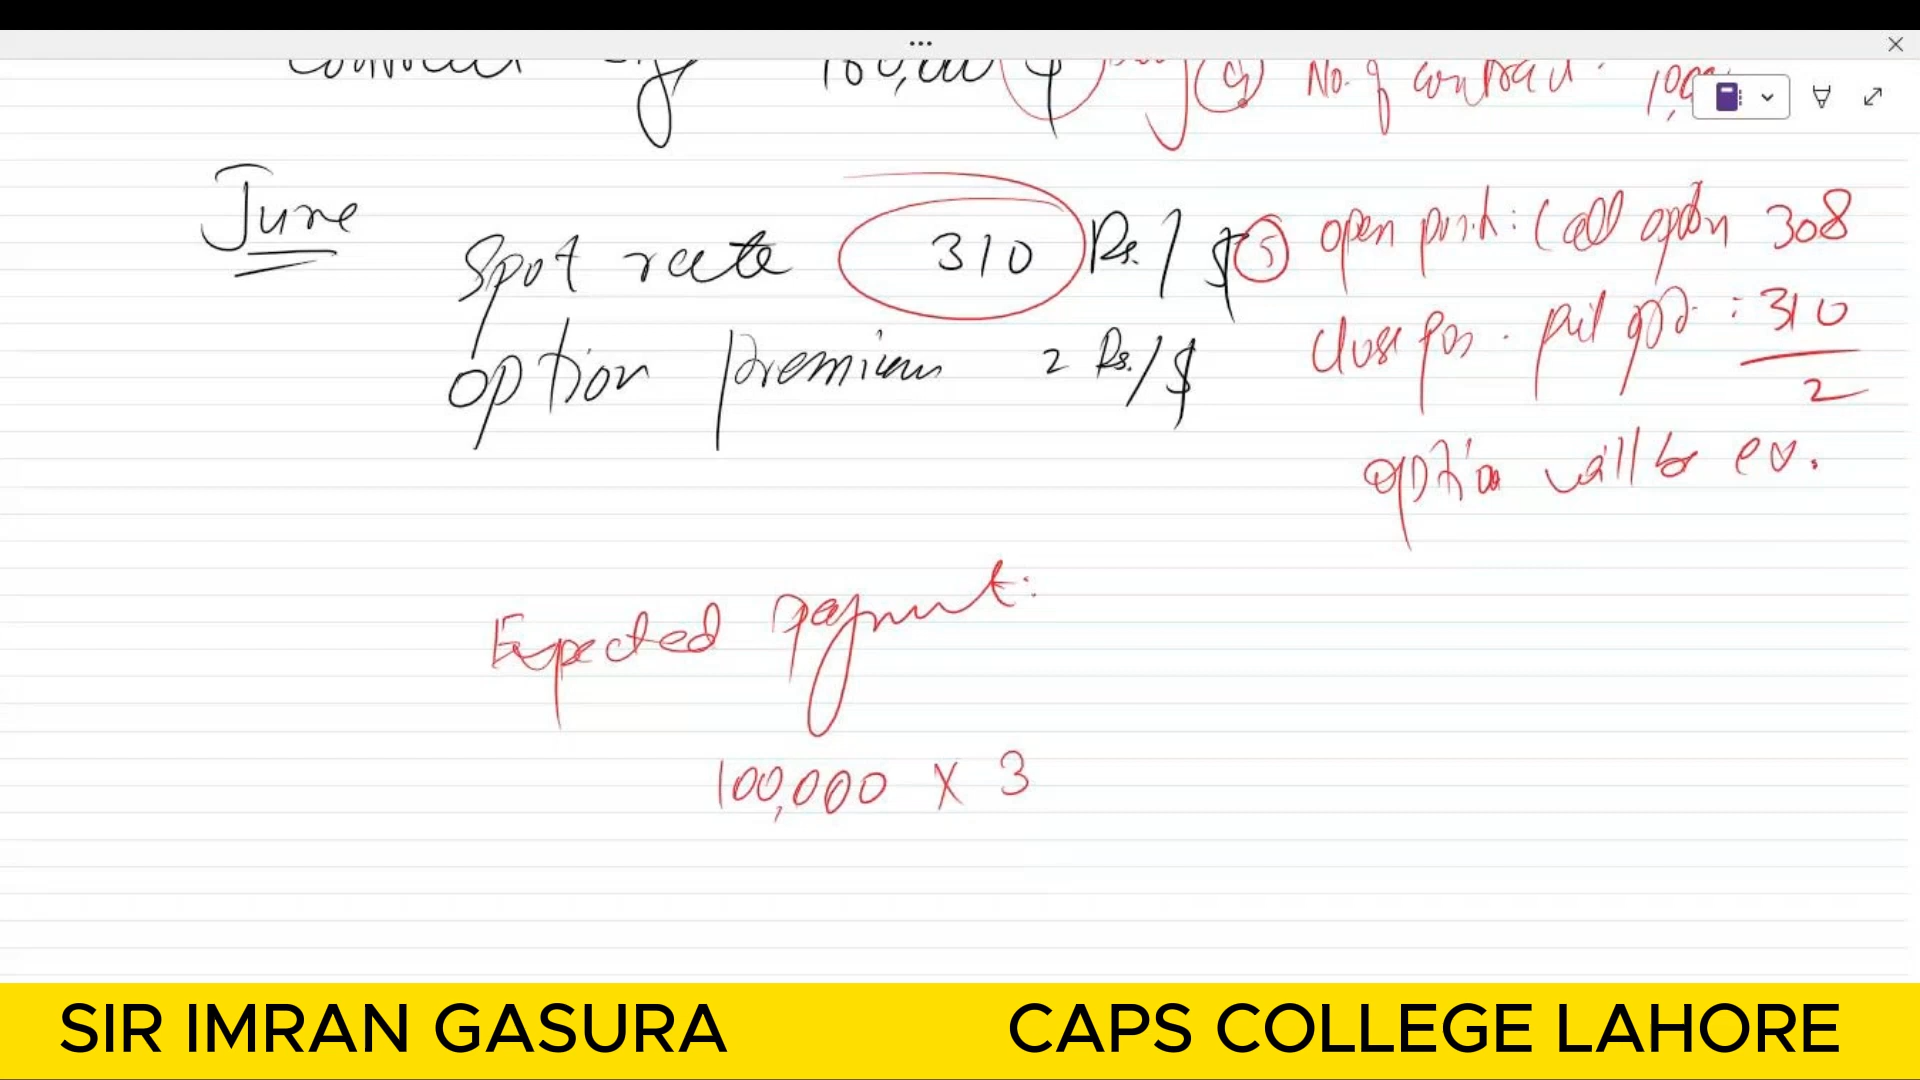 No. of contract
June
Spot rate 310 Rs./$ 5 open posit: Call option 308
close pos. put opt. : 310
option premium 2 Rs./$
2
option will be ex.
Expected payment:
100,000 X 3
SIR IMRAN GASURA CAPS COLLEGE LAHORE